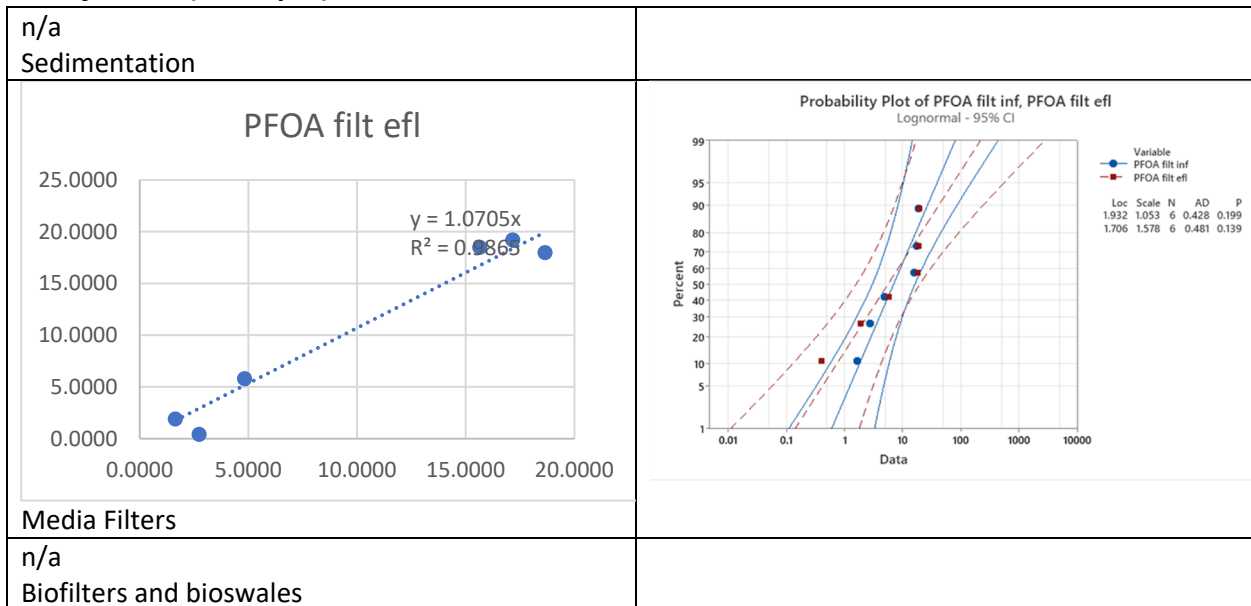 n/a
Sedimentation
PFOA filt efl
25.0000
20.0000
15.0000
10.0000
5.0000
0.0000
y = 1.0705x
R² = 0.9865
0.0000 5.0000 10.0000 15.0000 20.0000
Media Filters
Probability Plot of PFOA filt inf, PFOA filt efl
Lognormal - 95% CI
99
95
90
80
70
60
50
40
30
20
10
5
1
Percent
0.01 0.1 1 10 100 1000 10000
Data
Variable
PFOA filt inf
PFOA filt efl
Loc Scale N AD P
1.932 1.053 6 0.428 0.199
1.706 1.578 6 0.481 0.139
n/a
Biofilters and bioswales